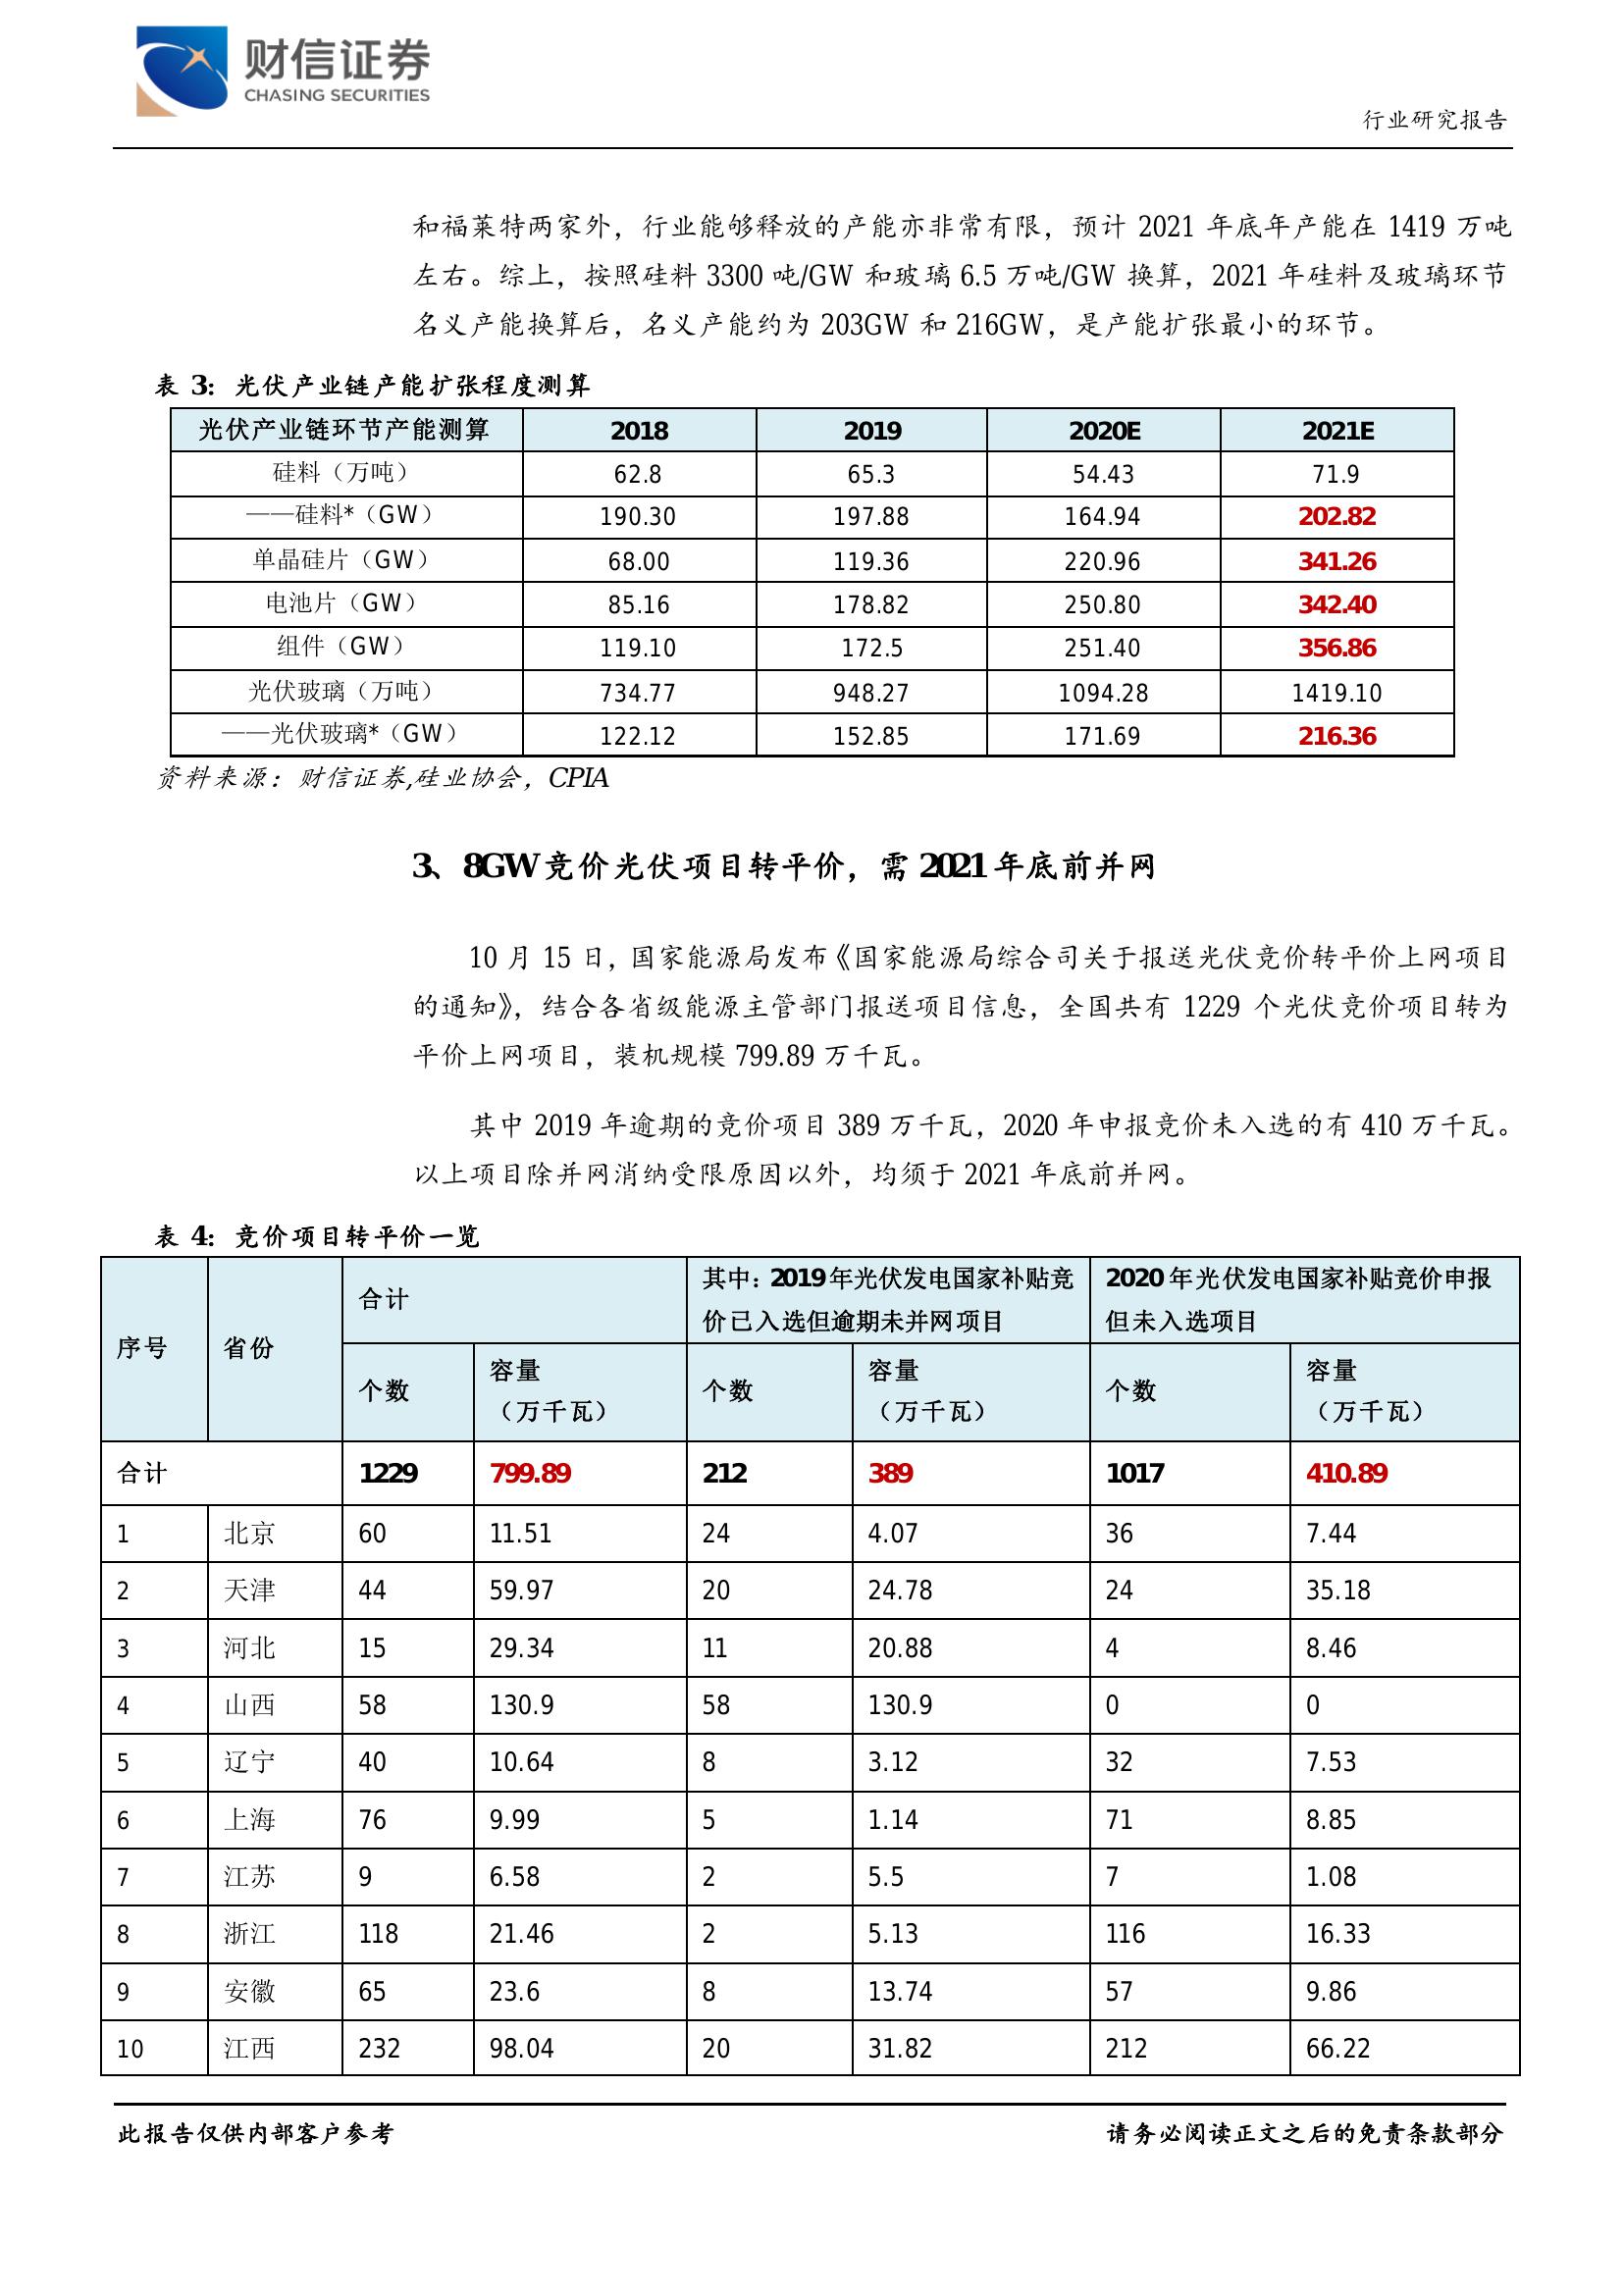 财信证券
CHASING SECURITIES
行业研究报告
和福莱特两家外，行业能够释放的产能亦非常有限，预计 2021 年底年产能在 1419 万吨
左右。综上，按照硅料 3300 吨/GW 和玻璃 6.5 万吨/GW 换算，2021 年硅料及玻璃环节
名义产能换算后，名义产能约为 203GW 和 216GW，是产能扩张最小的环节。
表 3：光伏产业链产能扩张程度测算
光伏产业链环节产能测算 2018 2019 2020E 2021E
硅料（万吨） 62.8 65.3 54.43 71.9
——硅料*（GW） 190.30 197.88 164.94 202.82
单晶硅片（GW） 68.00 119.36 220.96 341.26
电池片（GW） 85.16 178.82 250.80 342.40
组件（GW） 119.10 172.5 251.40 356.86
光伏玻璃（万吨） 734.77 948.27 1094.28 1419.10
——光伏玻璃*（GW） 122.12 152.85 171.69 216.36
资料来源：财信证券,硅业协会，CPIA
3、8GW 竞价光伏项目转平价，需 2021 年底前并网
10 月 15 日，国家能源局发布《国家能源局综合司关于报送光伏竞价转平价上网项目
的通知》，结合各省级能源主管部门报送项目信息，全国共有 1229 个光伏竞价项目转为
平价上网项目，装机规模 799.89 万千瓦。
其中 2019 年逾期的竞价项目 389 万千瓦，2020 年申报竞价未入选的有 410 万千瓦。
以上项目除并网消纳受限原因以外，均须于 2021 年底前并网。
表 4：竞价项目转平价一览
序号 省份 合计 其中：2019 年光伏发电国家补贴竞 2020 年光伏发电国家补贴竞价申报
价已入选但逾期未并网项目 但未入选项目
个数 容量 个数 容量 个数 容量
（万千瓦） （万千瓦） （万千瓦）
合计 1229 799.89 212 389 1017 410.89
1 北京 60 11.51 24 4.07 36 7.44
2 天津 44 59.97 20 24.78 24 35.18
3 河北 15 29.34 11 20.88 4 8.46
4 山西 58 130.9 58 130.9 0 0
5 辽宁 40 10.64 8 3.12 32 7.53
6 上海 76 9.99 5 1.14 71 8.85
7 江苏 9 6.58 2 5.5 7 1.08
8 浙江 118 21.46 2 5.13 116 16.33
9 安徽 65 23.6 8 13.74 57 9.86
10 江西 232 98.04 20 31.82 212 66.22
此报告仅供内部客户参考 请务必阅读正文之后的免责条款部分